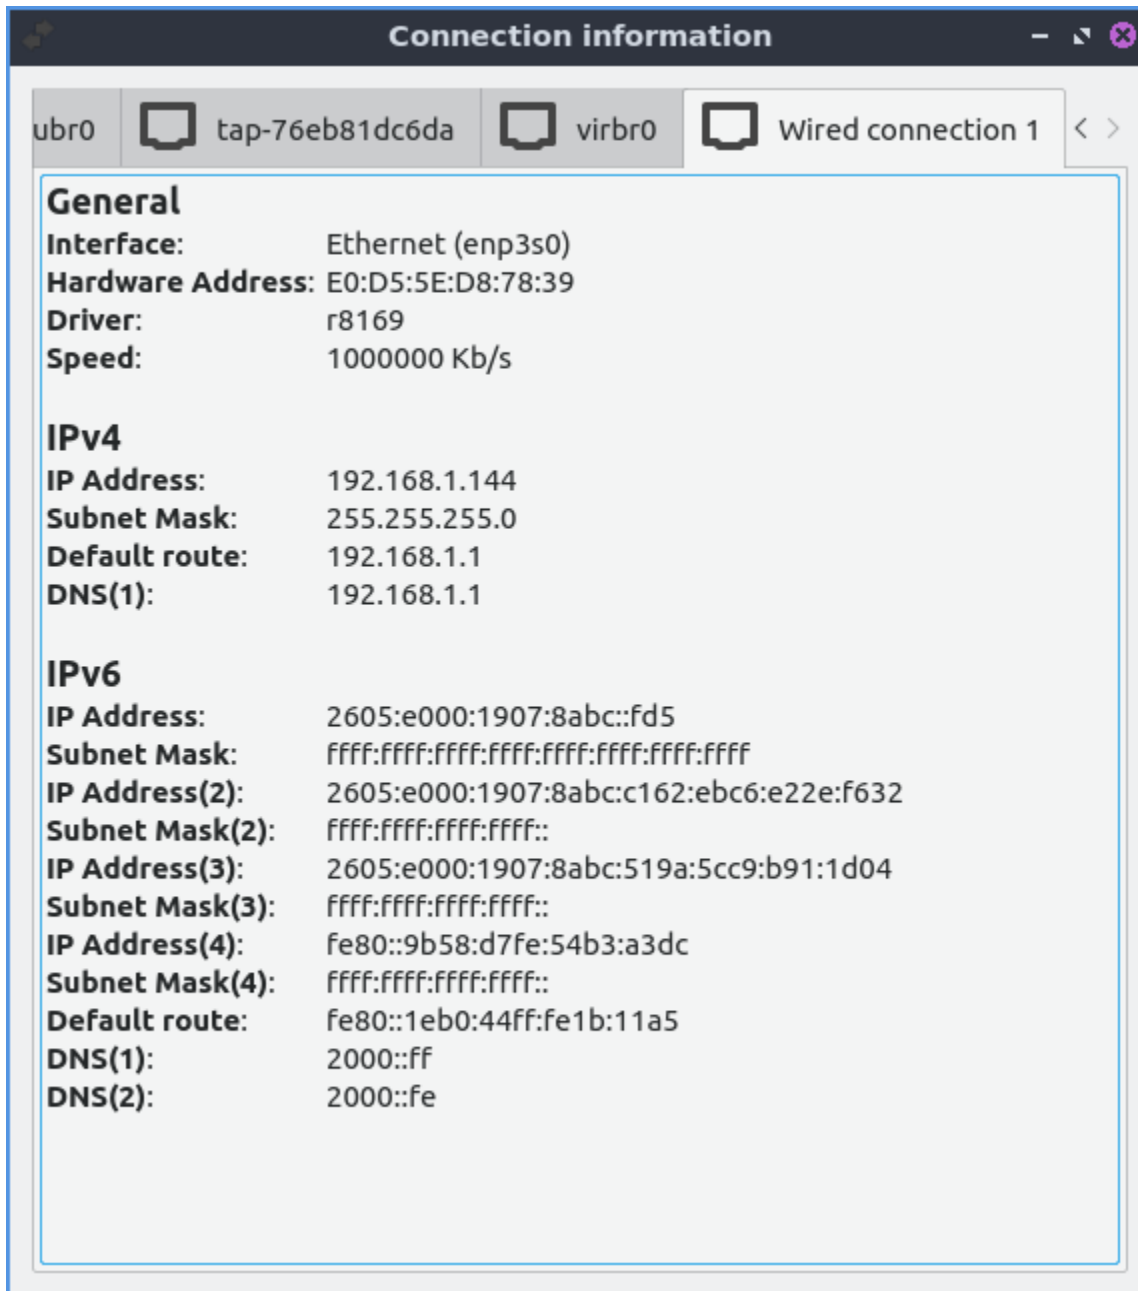 Connection information
ubr0 tap-76eb81dc6da virbr0 Wired connection 1
General
Interface: Ethernet (enp3s0)
Hardware Address: E0:D5:5E:D8:78:39
Driver: r8169
Speed: 1000000 Kb/s
IPv4
IP Address: 192.168.1.144
Subnet Mask: 255.255.255.0
Default route: 192.168.1.1
DNS(1): 192.168.1.1
IPv6
IP Address: 2605:e000:1907:8abc::fd5
Subnet Mask: ffff:ffff:ffff:ffff:ffff:ffff:ffff:ffff
IP Address(2): 2605:e000:1907:8abc:c162:ebc6:e22e:f632
Subnet Mask(2): ffff:ffff:ffff:ffff::
IP Address(3): 2605:e000:1907:8abc:519a:5cc9:b91:1d04
Subnet Mask(3): ffff:ffff:ffff:ffff::
IP Address(4): fe80::9b58:d7fe:54b3:a3dc
Subnet Mask(4): ffff:ffff:ffff:ffff::
Default route: fe80::1eb0:44ff:fe1b:11a5
DNS(1): 2000::ff
DNS(2): 2000::fe